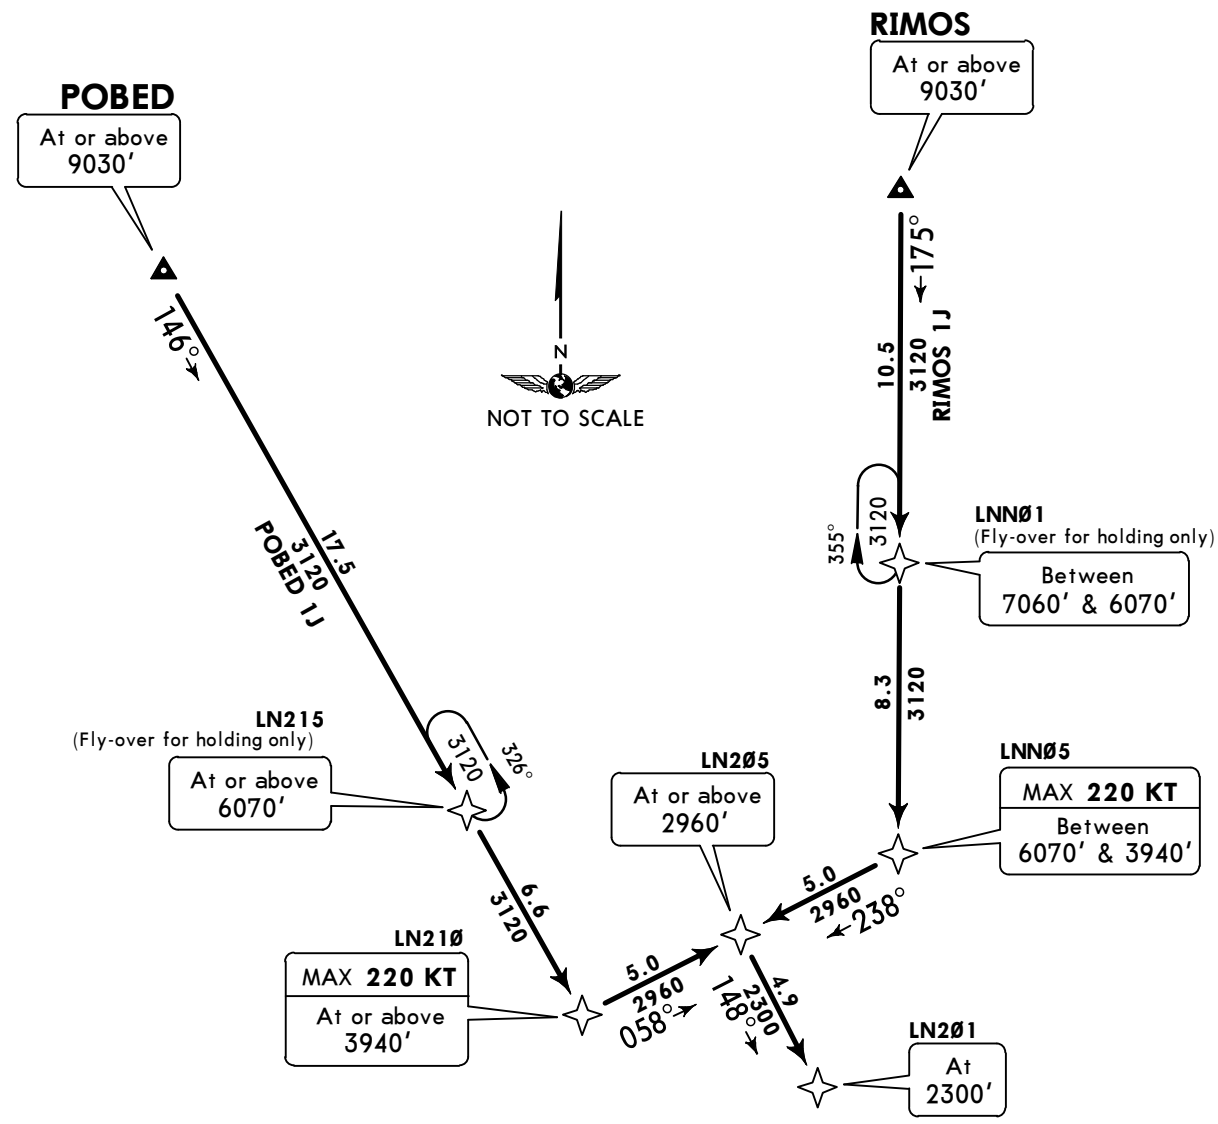 RIMOS
At or above
9030'
POBED
At or above
9030'
146°
17.5
3120
POBED 1J
N
NOT TO SCALE
175°
10.5
3120
RIMOS 1J
3120
355°
LNNØ1
(Fly-over for holding only)
Between
7060' & 6070'
8.3
3120
LN215
(Fly-over for holding only)
At or above
6070'
3120
326°
6.6
3120
LN2Ø5
At or above
2960'
LNNØ5
MAX 220 KT
Between
6070' & 3940'
5.0
2960
238°
LN21Ø
MAX 220 KT
At or above
3940'
5.0
2960
058°
4.9
2300
148°
LN2Ø1
At
2300'